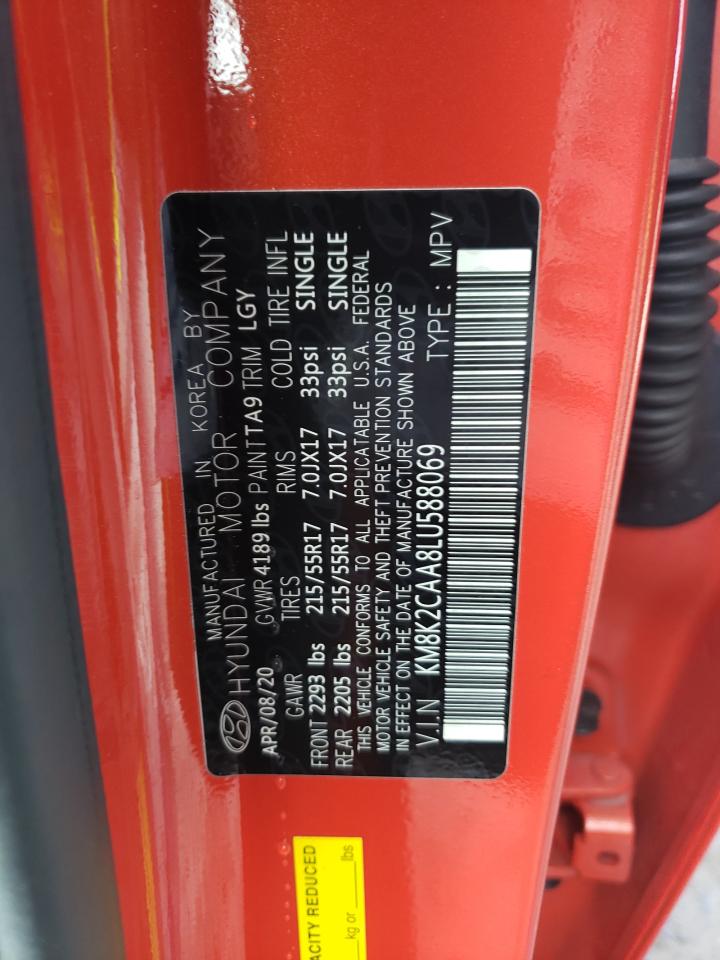 MANUFACTURED IN KOREA BY
HYUNDAI MOTOR COMPANY
APR/08/20 GVWR 4189 lbs PAINT TA9 TRIM LGY
GAWR TIRES RIMS COLD TIRE INFL
FRONT 2293 lbs 215/55R17 7.0JX17 33psi SINGLE
REAR 2205 lbs 215/55R17 7.0JX17 33psi SINGLE
THIS VEHICLE CONFORMS TO ALL APPLICABLE U.S.A. FEDERAL
MOTOR VEHICLE SAFETY AND THEFT PREVENTION STANDARDS
IN EFFECT ON THE DATE OF MANUFACTURE SHOWN ABOVE
V.I.N KM8K2CAA8LU588069 TYPE : MPV
ACITY REDUCED
kg or ____lbs